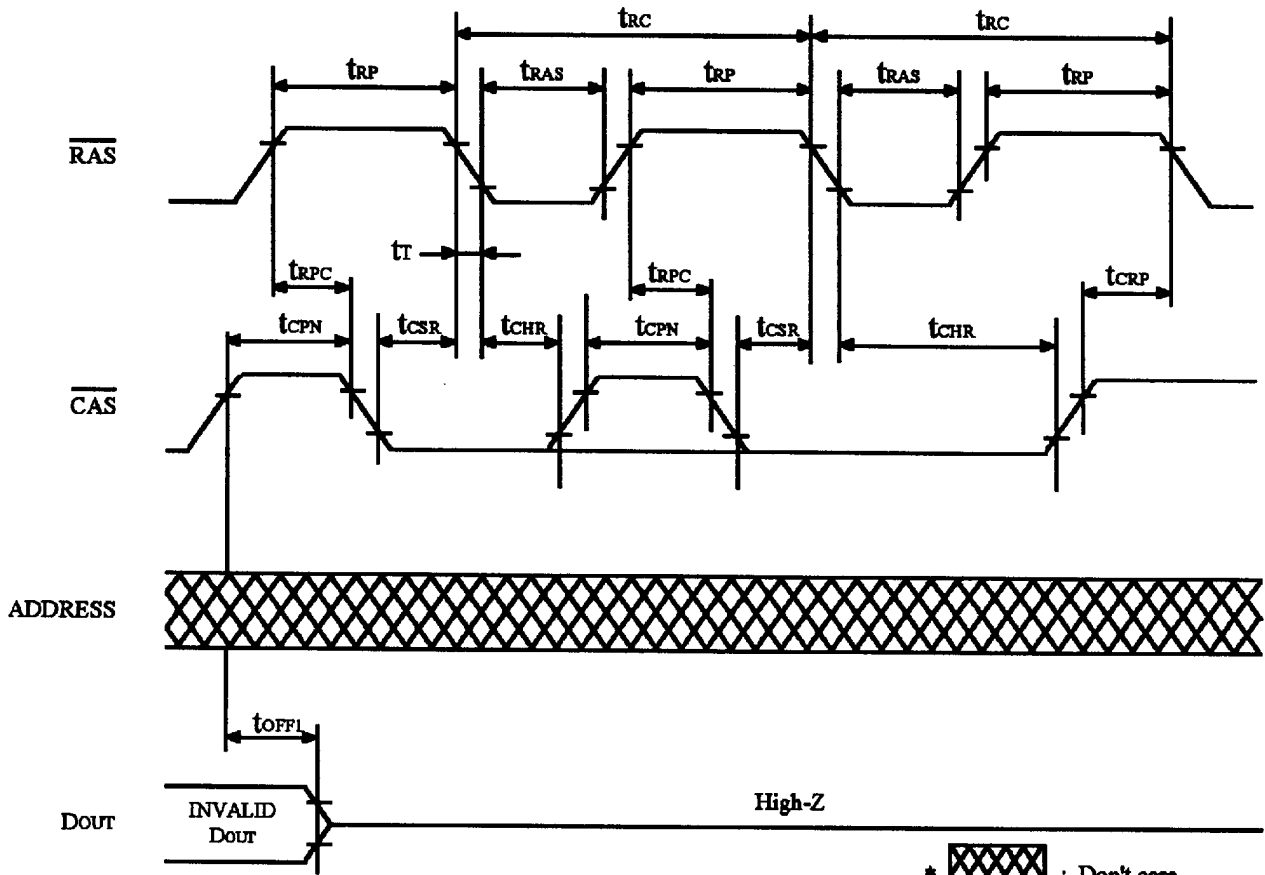 tRC tRC
tRP tRAS tRP tRAS tRP
RAS
tT
tRPC tRPC tCRP
tCPN tCSR tCHR tCPN tCSR tCHR
CAS
ADDRESS
tOFF1
High-Z
DOUT
INVALID
DOUT
* : Don't care